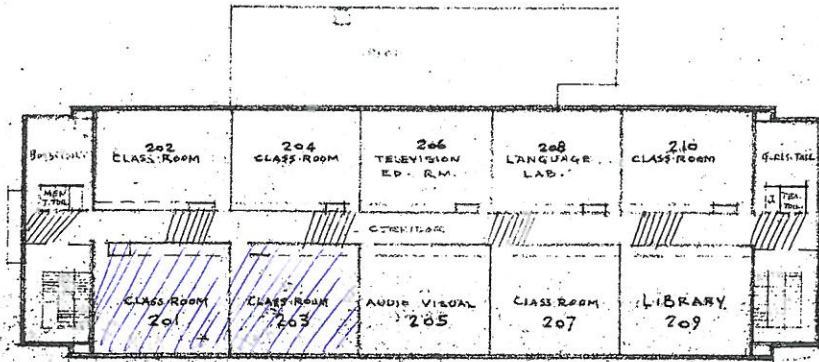 ROOF
202
CLASS-ROOM
204
CLASS-ROOM
206
TELEVISION
ED. RM.
208
LANGUAGE
LAB.
210
CLASS-ROOM
MEN
CORRIDOR
CLASS-ROOM
201
CLASS-ROOM
203
AUDIO VISUAL
205
CLASS ROOM
207
LIBRARY
209